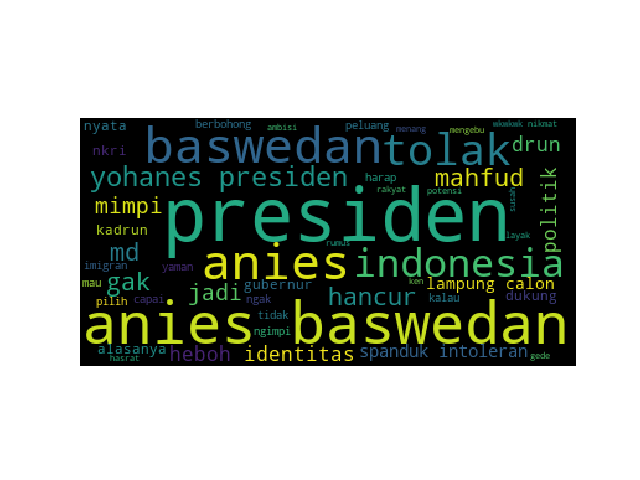 nyata berbohong ambisi peluang menang mengebu mkmkmk nikmat
nkri baswedan tolak drun
yohanes presiden harap mahfud politik
mimpi presiden rakyat potensi
kadrun md anies rumus indonesia layak
imigran yaman
mau gak jadi gubernur hancur ken lampung calon
pilih capai ngak kalau dukung
anies baswedan tidak
ngimpi
alasanya heboh identitas spanduk intoleran gede
hasrat